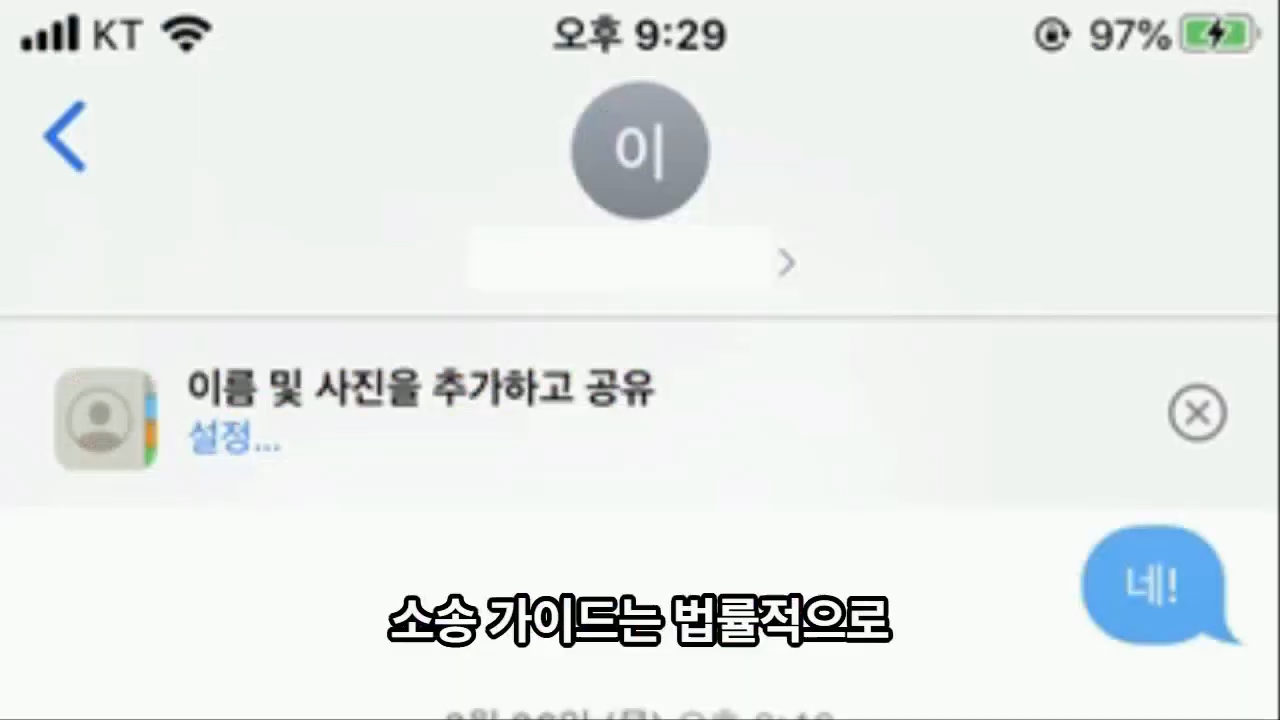 KT 오후 9:29 97%
이
이름 및 사진을 추가하고 공유
설정...
네!
소송 가이드는 법률적으로